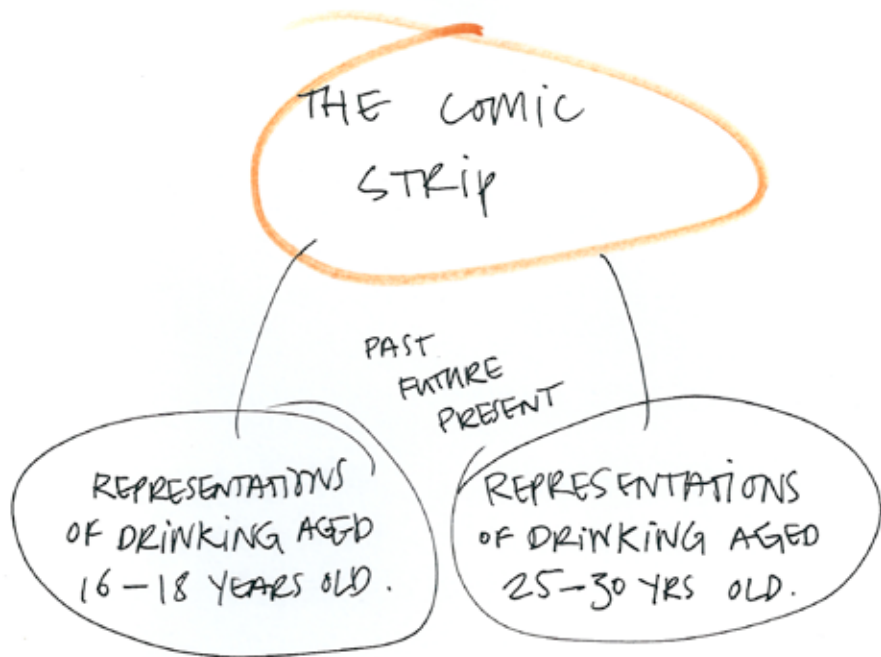 THE COMIC
STRIP
PAST
FUTURE
PRESENT
REPRESENTATIONS
OF DRINKING AGED
16-18 YEARS OLD.
REPRESENTATIONS
OF DRINKING AGED
25-30 YRS OLD.